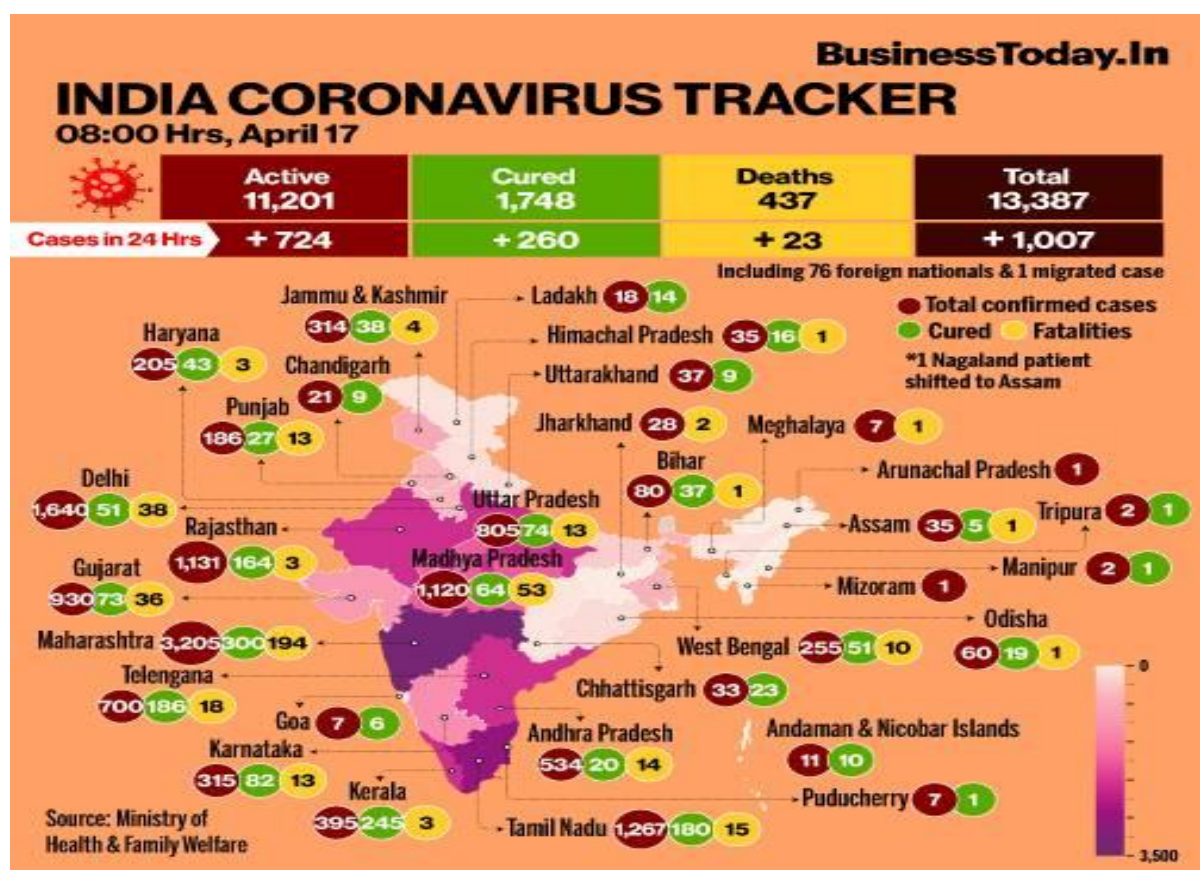 BusinessToday.In
INDIA CORONAVIRUS TRACKER
08:00 Hrs, April 17
Active
11,201
Cured
1,748
Deaths
437
Total
13,387
Cases in 24 Hrs
+ 724
+ 260
+ 23
+ 1,007
Including 76 foreign nationals & 1 migrated case
Total confirmed cases
Cured Fatalities
*1 Nagaland patient
shifted to Assam
Jammu & Kashmir
314 38 4
Ladakh 18 14
Haryana
205 43 3
Himachal Pradesh 35 16 1
Chandigarh
21 9
Uttarakhand 37 9
Punjab
186 27 13
Jharkhand 28 2
Meghalaya 7 1
Bihar
80 37 1
Arunachal Pradesh 1
Delhi
1,640 51 38
Uttar Pradesh
805 74 13
Tripura 2 1
Assam 35 5 1
Rajasthan
1,131 164 3
Madhya Pradesh
1,120 64 53
Manipur 2 1
Gujarat
930 73 36
Mizoram 1
Odisha
60 19 1
Maharashtra 3,205 300 194
West Bengal 255 51 10
Telengana
700 186 18
Chhattisgarh 33 23
Goa 7 6
Andhra Pradesh
534 20 14
Andaman & Nicobar Islands
11 10
Karnataka
315 82 13
Kerala
395 245 3
Puducherry 7 1
Tamil Nadu 1,267 180 15
Source: Ministry of
Health & Family Welfare
0
3,500